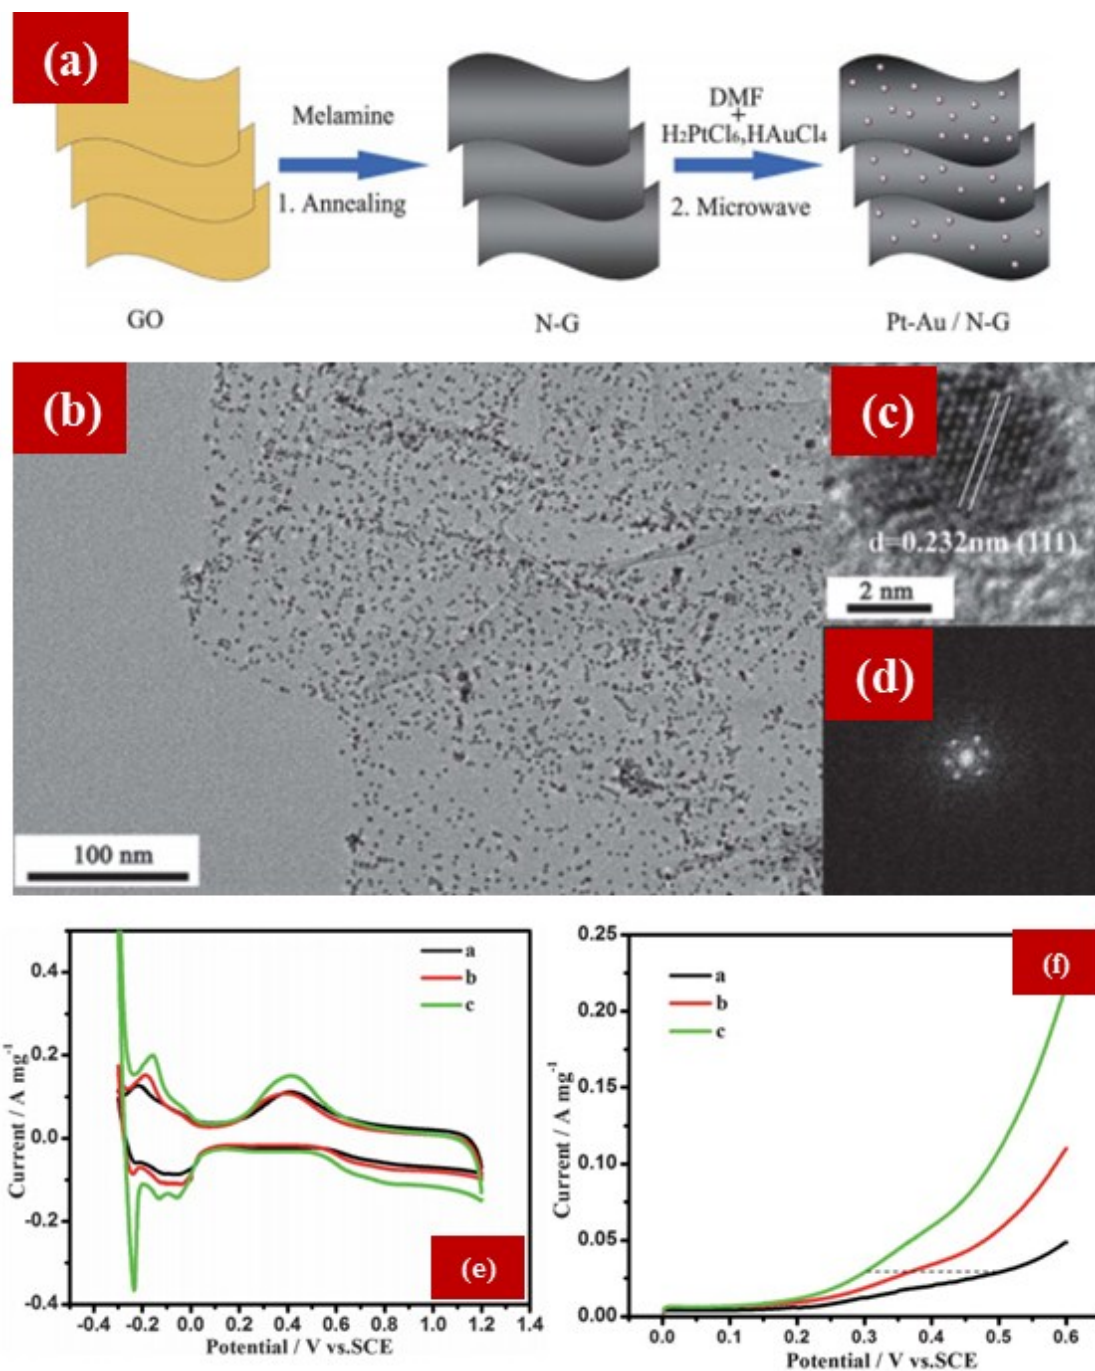 (a)
Melamine
1. Annealing
DMF
+
H₂PtCl₆,HAuCl₄
2. Microwave
GO
N-G
Pt-Au / N-G
(b)
100 nm
(c)
d=0.232nm (111)
2 nm
(d)
Current / A mg⁻¹
0.4
0.2
0.0
-0.2
-0.4
a
b
c
(e)
-0.4 -0.2 0.0 0.2 0.4 0.6 0.8 1.0 1.2 1.4
Potential / V vs.SCE
Current / A mg⁻¹
0.25
0.20
0.15
0.10
0.05
0.00
a
b
c
(f)
0.0 0.1 0.2 0.3 0.4 0.5 0.6
Potential / V vs.SCE